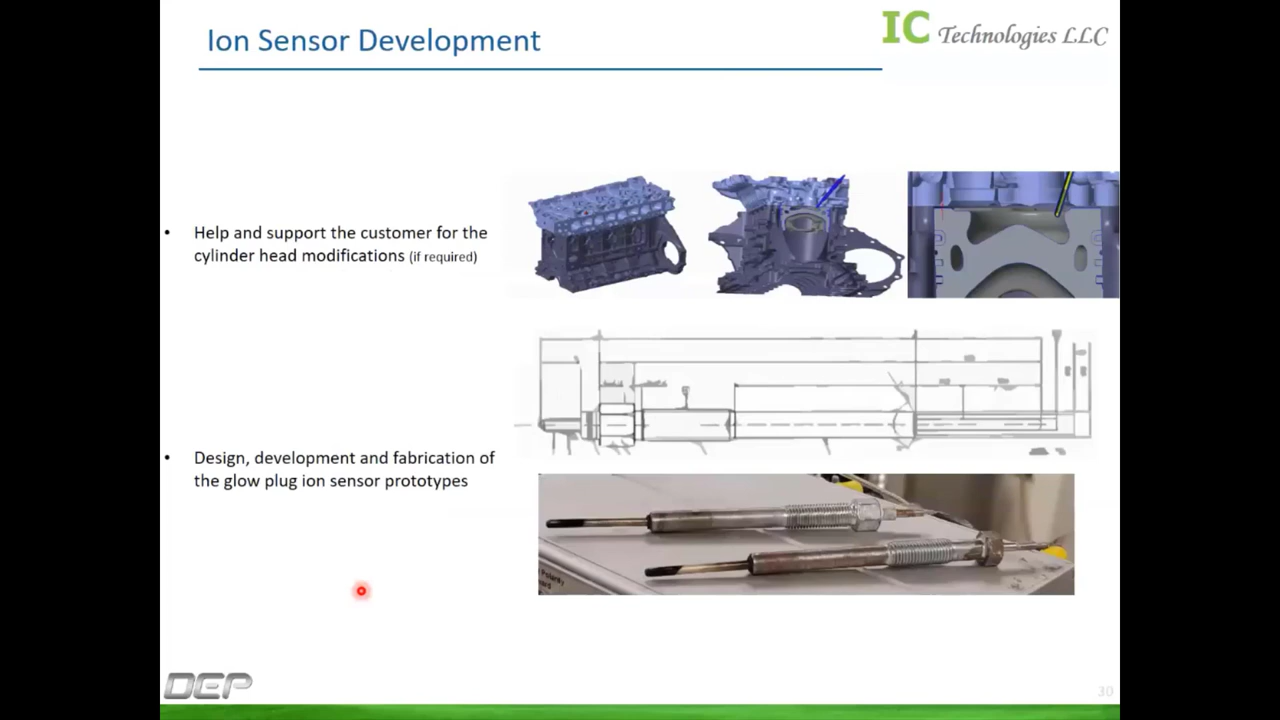 Ion Sensor Development
IC Technologies LLC
Help and support the customer for the
cylinder head modifications (if required)
Design, development and fabrication of
the glow plug ion sensor prototypes
DEP
30